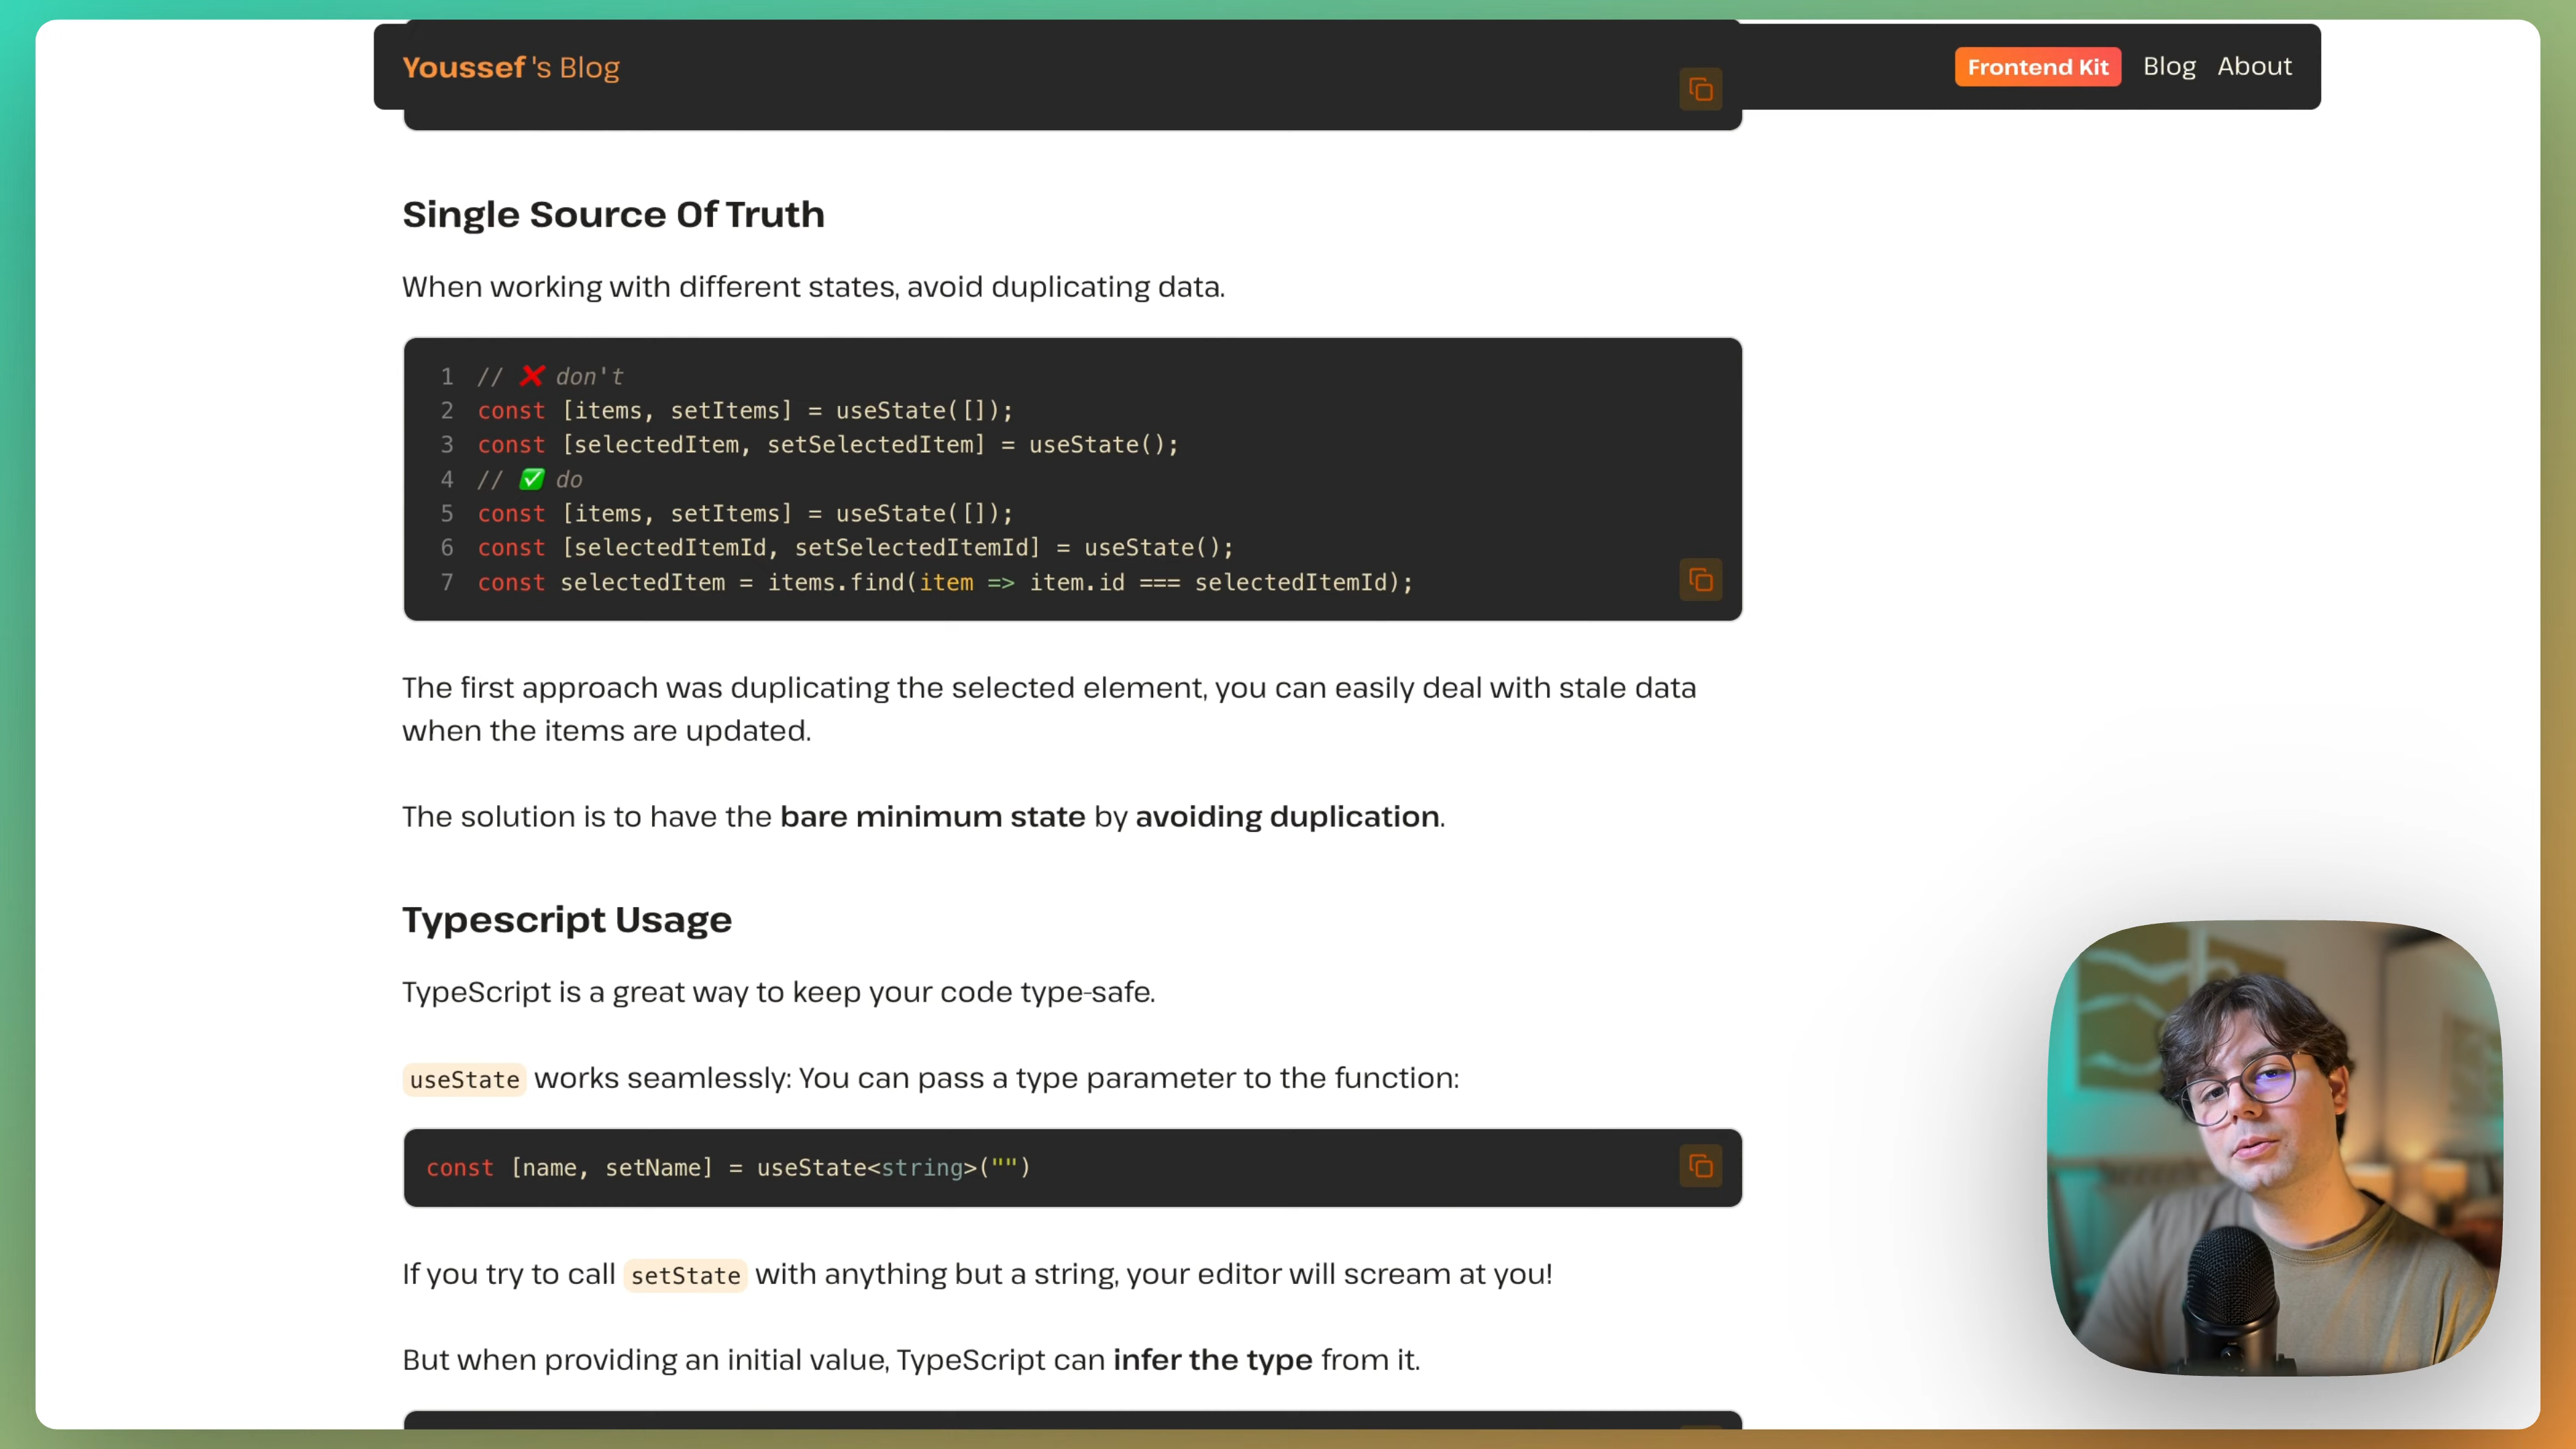 Youssef's Blog
Frontend Kit Blog About
Single Source Of Truth
When working with different states, avoid duplicating data.
1 // ❌ don't
2 const [items, setItems] = useState([]);
3 const [selectedItem, setSelectedItem] = useState();
4 // ✅ do
5 const [items, setItems] = useState([]);
6 const [selectedItemId, setSelectedItemId] = useState();
7 const selectedItem = items.find(item => item.id === selectedItemId);
The first approach was duplicating the selected element, you can easily deal with stale data
when the items are updated.
The solution is to have the bare minimum state by avoiding duplication.
Typescript Usage
TypeScript is a great way to keep your code type-safe.
useState works seamlessly: You can pass a type parameter to the function:
const [name, setName] = useState<string>("")
If you try to call setState with anything but a string, your editor will scream at you!
But when providing an initial value, TypeScript can infer the type from it.